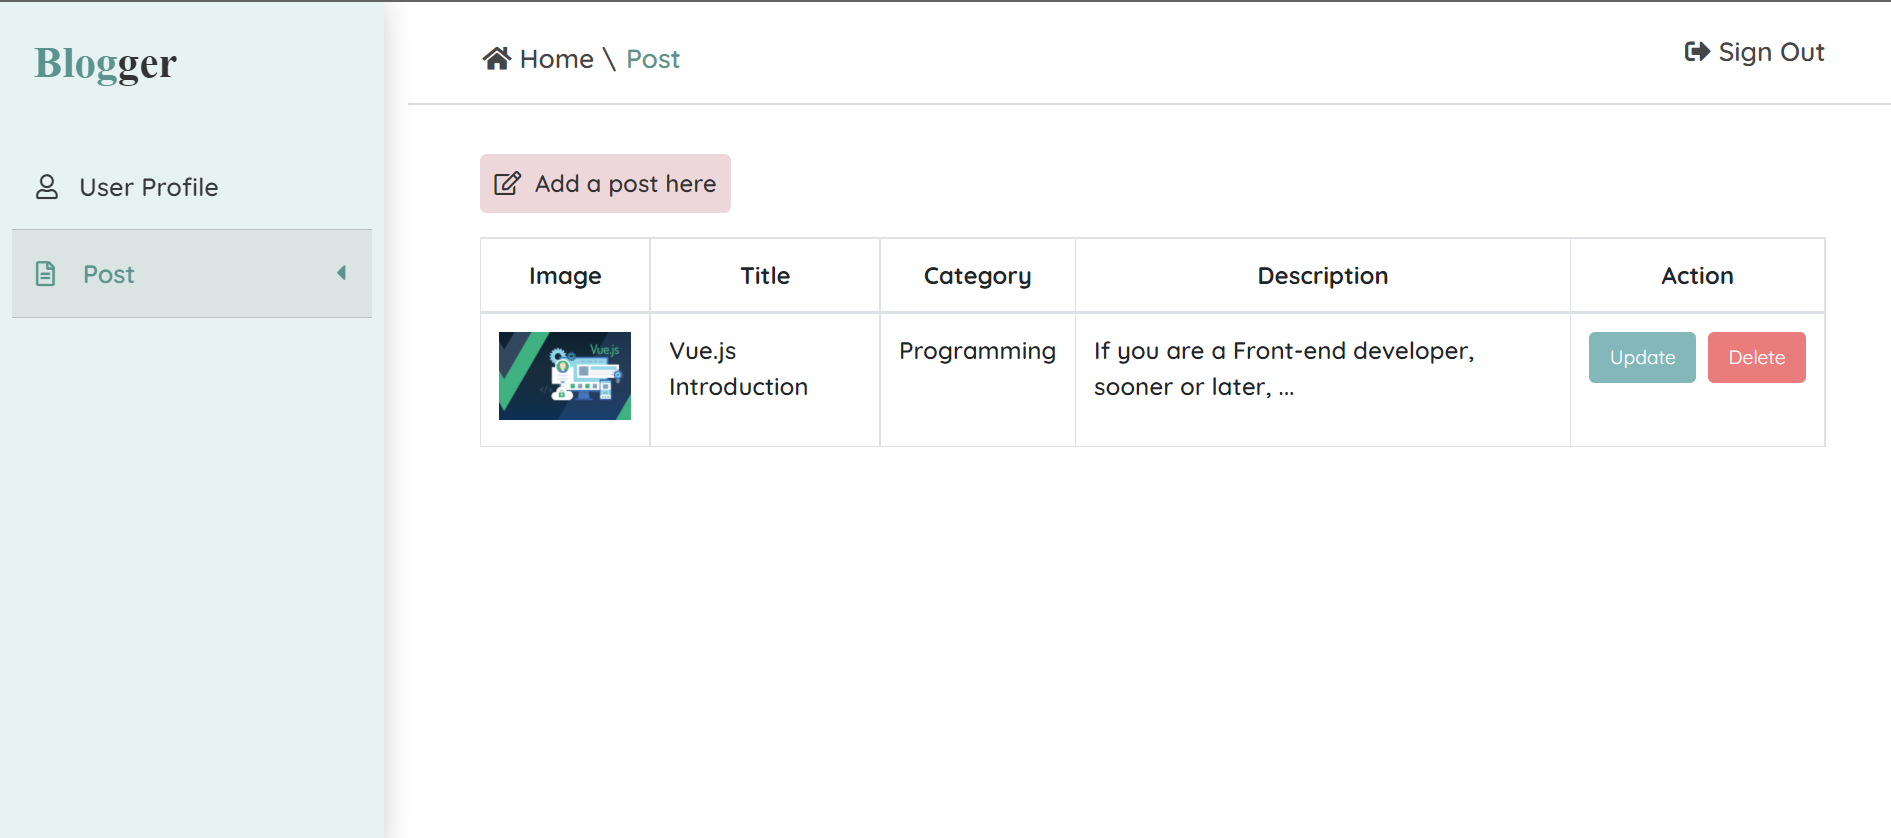 Blogger
Home \ Post
Sign Out
User Profile
Post
Add a post here
Image Title Category Description Action
Vue.js
Vue.js Programming If you are a Front-end developer, Update Delete
Introduction sooner or later, ...